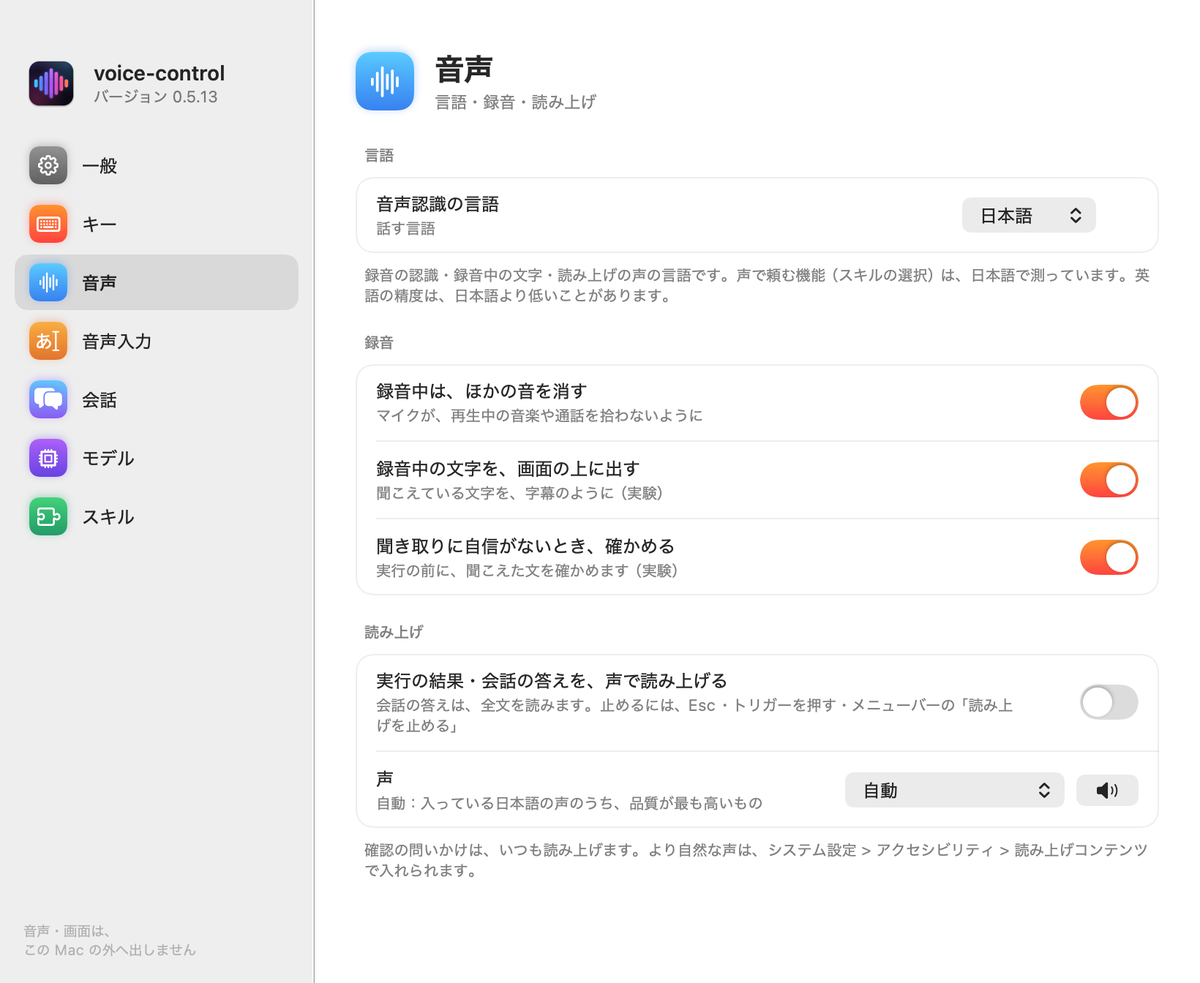 voice-control
バージョン 0.5.13
一般
キー
音声
あ
音声入力
会話
モデル
スキル
音声・画面は、
この Mac の外へ出しません
音声
言語・録音・読み上げ
言語
音声認識の言語
話す言語
日本語
録音の認識・録音中の文字・読み上げの声の言語です。声で頼む機能（スキルの選択）は、日本語で測っています。英
語の精度は、日本語より低いことがあります。
録音
録音中は、ほかの音を消す
マイクが、再生中の音楽や通話を拾わないように
録音中の文字を、画面の上に出す
聞こえている文字を、字幕のように（実験）
聞き取りに自信がないとき、確かめる
実行の前に、聞こえた文を確かめます（実験）
読み上げ
実行の結果・会話の答えを、声で読み上げる
会話の答えは、全文を読みます。止めるには、Esc・トリガーを押す・メニューバーの「読み上
げを止める」
声
自動：入っている日本語の声のうち、品質が最も高いもの
自動
確認の問いかけは、いつも読み上げます。より自然な声は、システム設定 > アクセシビリティ > 読み上げコンテンツ
で入れられます。